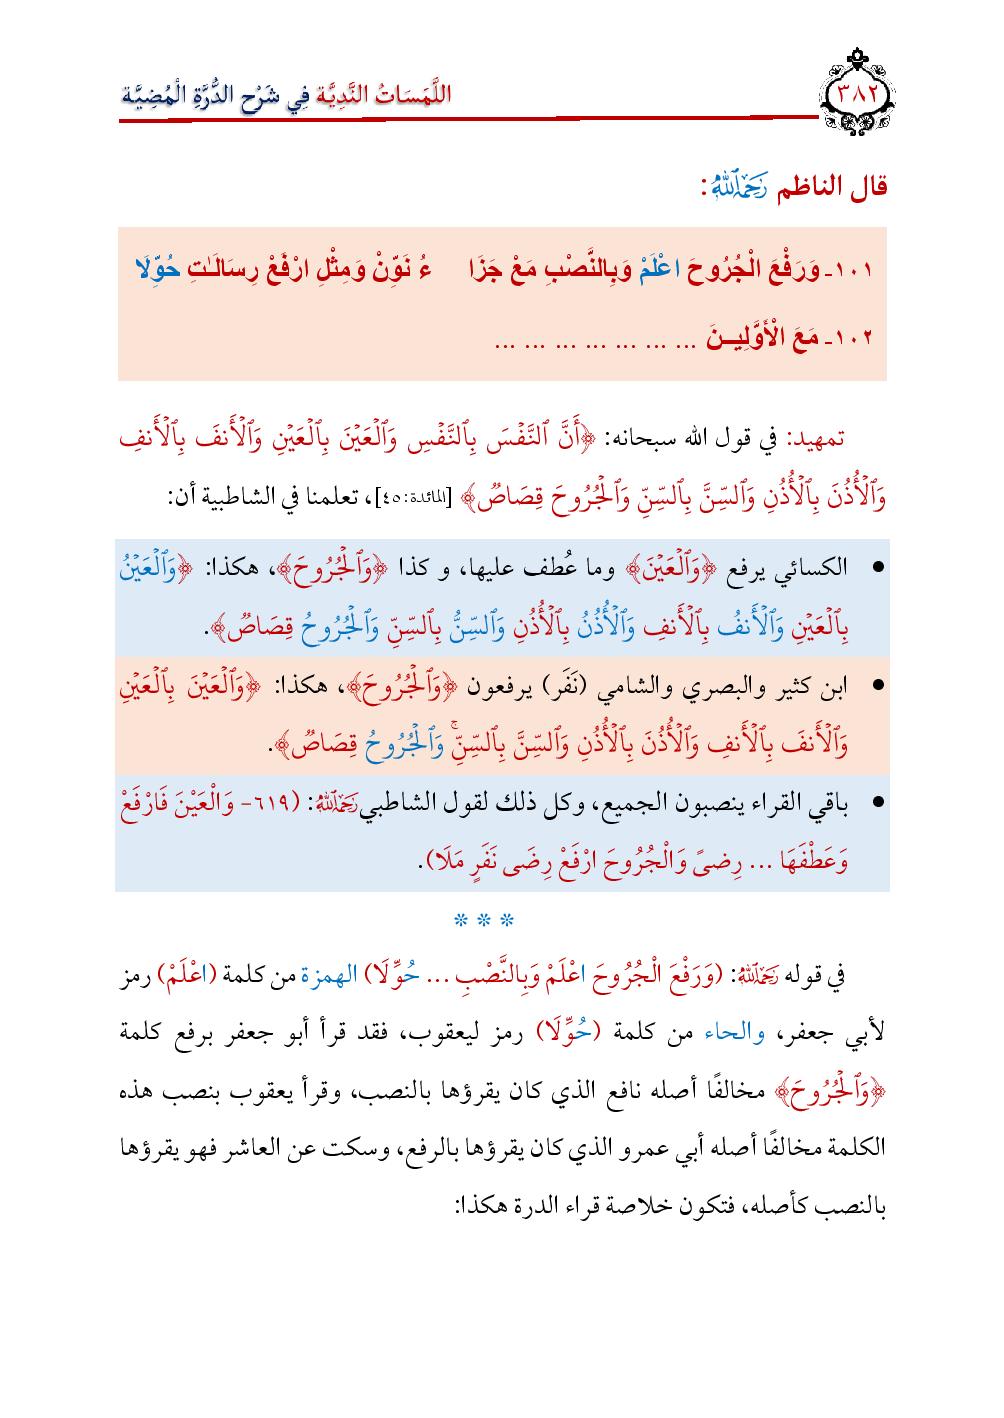 ٣٨٢
اللَّمَسَاتُ النَّدِيَّة فِي شَرْحِ الدُّرَّةِ الْمُضِيَّة
قال الناظم رَحِمَهُ ٱللَّهُ:
١٠١- وَرَفْعَ الْجُرُوحَ اعْلَمْ وَبِالنَّصْبِ مَعْ جَزَا ءُ نَوِّنْ وَمِثْلِ ارْفَعْ رِسَالَـٰتِ حُوِّلَا
١٠٢- مَعَ الْأَوَّلِيـنَ ... ... ... ... ... ... ...
تمهيد: في قول الله سبحانه: ﴿أَنَّ ٱلنَّفْسَ بِٱلنَّفْسِ وَٱلْعَيْنَ بِٱلْعَيْنِ وَٱلْأَنفَ بِٱلْأَنفِ
وَٱلْأُذُنَ بِٱلْأُذُنِ وَٱلسِّنَّ بِٱلسِّنِّ وَٱلْجُرُوحَ قِصَاصٌ﴾ [المائدة: ٤٥]، تعلمنا في الشاطبية أن:
● الكسائي يرفع ﴿وَٱلْعَيْنَ﴾ وما عُطف عليها، و كذا ﴿وَٱلْجُرُوحَ﴾، هكذا: ﴿وَٱلْعَيْنُ
بِٱلْعَيْنِ وَٱلْأَنفُ بِٱلْأَنفِ وَٱلْأُذُنُ بِٱلْأُذُنِ وَٱلسِّنُّ بِٱلسِّنِّ وَٱلْجُرُوحُ قِصَاصٌ﴾.
● ابن كثير والبصري والشامي (نَفَر) يرفعون ﴿وَٱلْجُرُوحَ﴾، هكذا: ﴿وَٱلْعَيْنَ بِٱلْعَيْنِ
وَٱلْأَنفَ بِٱلْأَنفِ وَٱلْأُذُنَ بِٱلْأُذُنِ وَٱلسِّنَّ بِٱلسِّنِّۚ وَٱلْجُرُوحُ قِصَاصٌ﴾.
● باقي القراء ينصبون الجميع، وكل ذلك لقول الشاطبي رَحِمَهُ ٱللَّهُ: (٦١٩- وَالْعَيْنَ فَارْفَعْ
وَعَطْفَهَا ... رِضىً وَالْجُرُوحَ ارْفَعْ رِضَى نَفَرٍ مَلَا).
* * *
في قوله رَحِمَهُ ٱللَّهُ: (وَرَفْعَ الْجُرُوحَ اعْلَمْ وَبِالنَّصْبِ ... حُوِّلَا) الهمزة من كلمة (اعْلَمْ) رمز
لأبي جعفر، والحاء من كلمة (حُوِّلَا) رمز ليعقوب، فقد قرأ أبو جعفر برفع كلمة
﴿وَٱلْجُرُوحَ﴾ مخالفًا أصله نافع الذي كان يقرؤها بالنصب، وقرأ يعقوب بنصب هذه
الكلمة مخالفًا أصله أبي عمرو الذي كان يقرؤها بالرفع، وسكت عن العاشر فهو يقرؤها
بالنصب كأصله، فتكون خلاصة قراء الدرة هكذا: